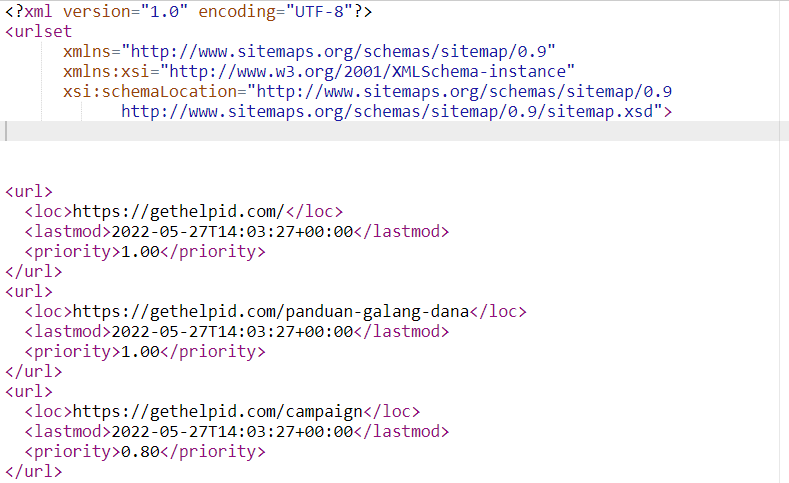 <?xml version="1.0" encoding="UTF-8"?>
<urlset
xmlns="http://www.sitemaps.org/schemas/sitemap/0.9"
xmlns:xsi="http://www.w3.org/2001/XMLSchema-instance"
xsi:schemaLocation="http://www.sitemaps.org/schemas/sitemap/0.9
http://www.sitemaps.org/schemas/sitemap/0.9/sitemap.xsd">
<url>
<loc>https://gethelpid.com/</loc>
<lastmod>2022-05-27T14:03:27+00:00</lastmod>
<priority>1.00</priority>
</url>
<url>
<loc>https://gethelpid.com/panduan-galang-dana</loc>
<lastmod>2022-05-27T14:03:27+00:00</lastmod>
<priority>1.00</priority>
</url>
<url>
<loc>https://gethelpid.com/campaign</loc>
<lastmod>2022-05-27T14:03:27+00:00</lastmod>
<priority>0.80</priority>
</url>